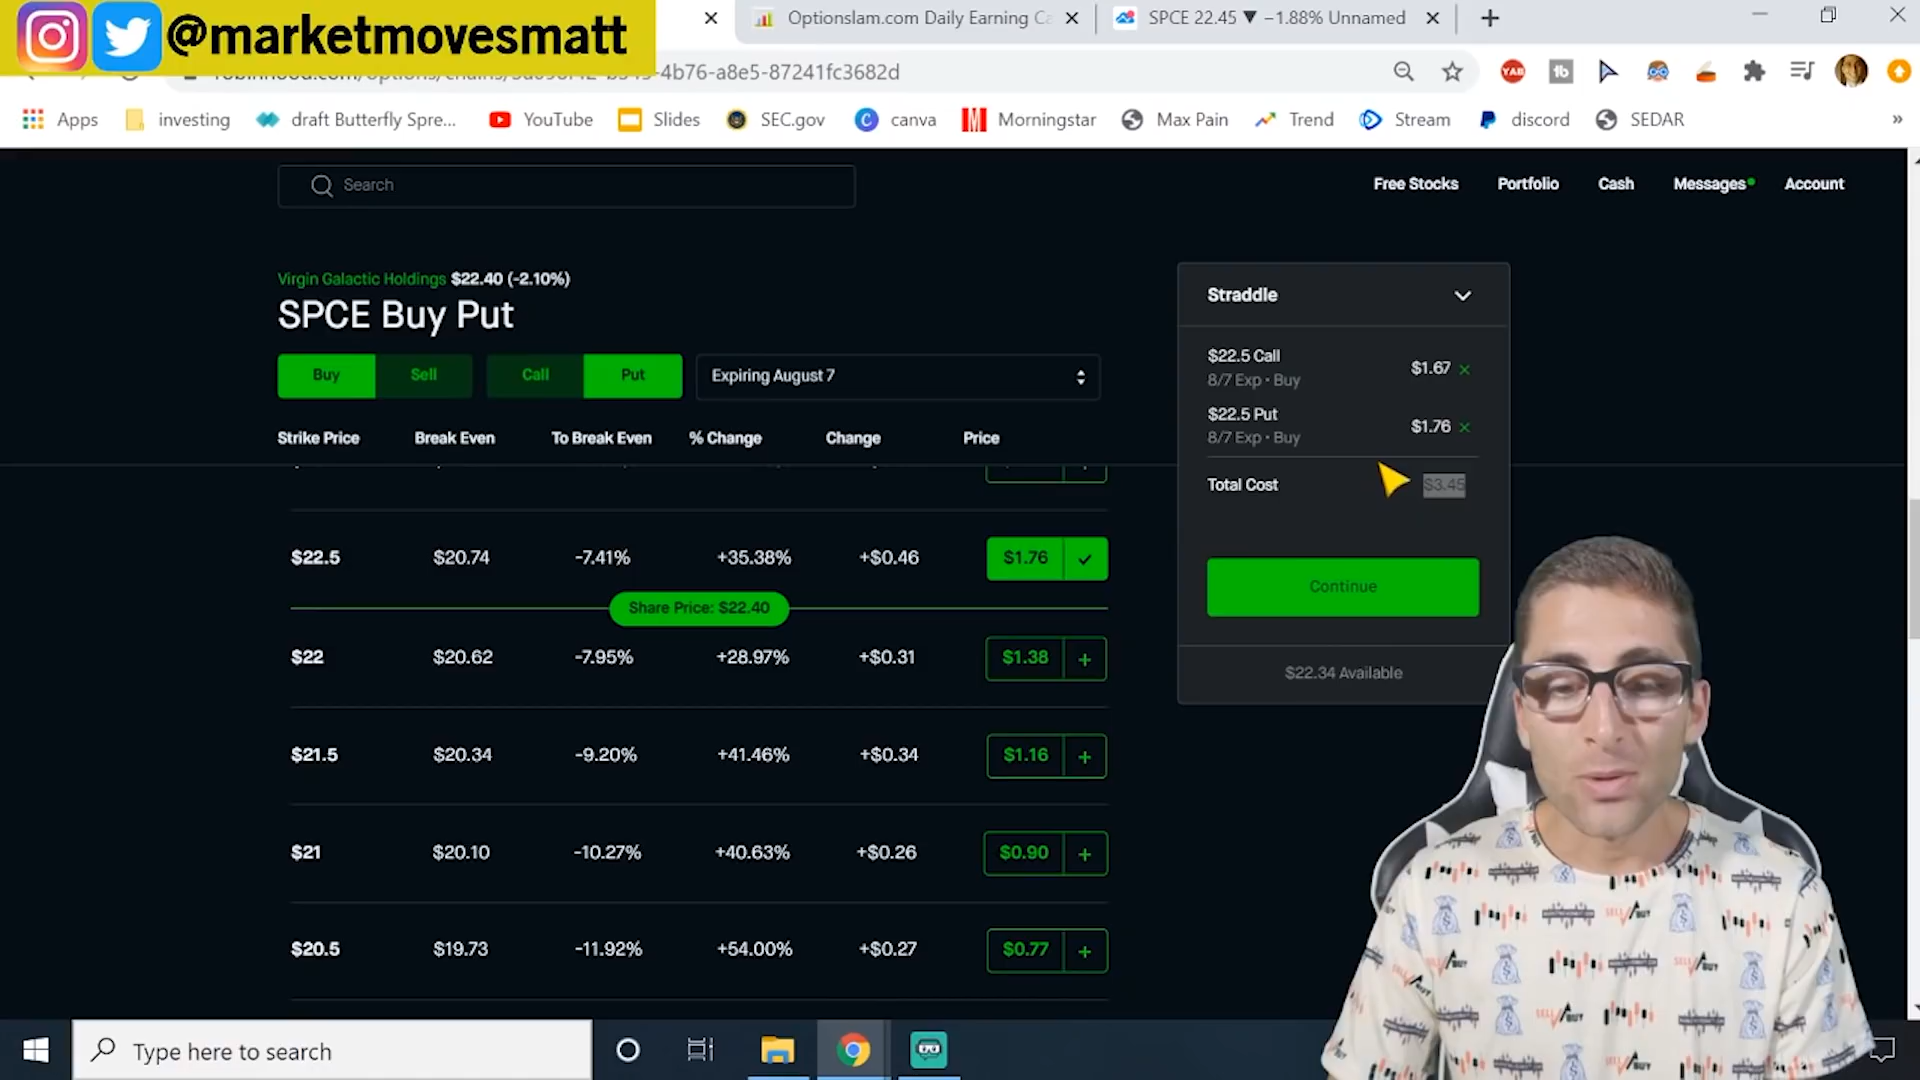 @marketmovesmatt
Optionslam.com Daily Earning Ca
SPCE 22.45 ▼ −1.88% Unnamed
4b76-a8e5-87241fc3682d
Apps
investing
draft Butterfly Spre...
YouTube
Slides
SEC.gov
canva
Morningstar
Max Pain
Trend
Stream
discord
SEDAR
»
Search
Free Stocks
Portfolio
Cash
Messages
Account
Virgin Galactic Holdings $22.40 (-2.10%)
SPCE Buy Put
Buy
Sell
Call
Put
Expiring August 7
Strike Price
Break Even
To Break Even
% Change
Change
Price
$22.5 $20.74 -7.41% +35.38% +$0.46 $1.76
Share Price: $22.40
$22 $20.62 -7.95% +28.97% +$0.31 $1.38 +
$21.5 $20.34 -9.20% +41.46% +$0.34 $1.16 +
$21 $20.10 -10.27% +40.63% +$0.26 $0.90 +
$20.5 $19.73 -11.92% +54.00% +$0.27 $0.77 +
Straddle
$22.5 Call
8/7 Exp • Buy
$1.67 ×
$22.5 Put
8/7 Exp • Buy
$1.76 ×
Total Cost $3.45
Continue
$22.34 Available
Type here to search